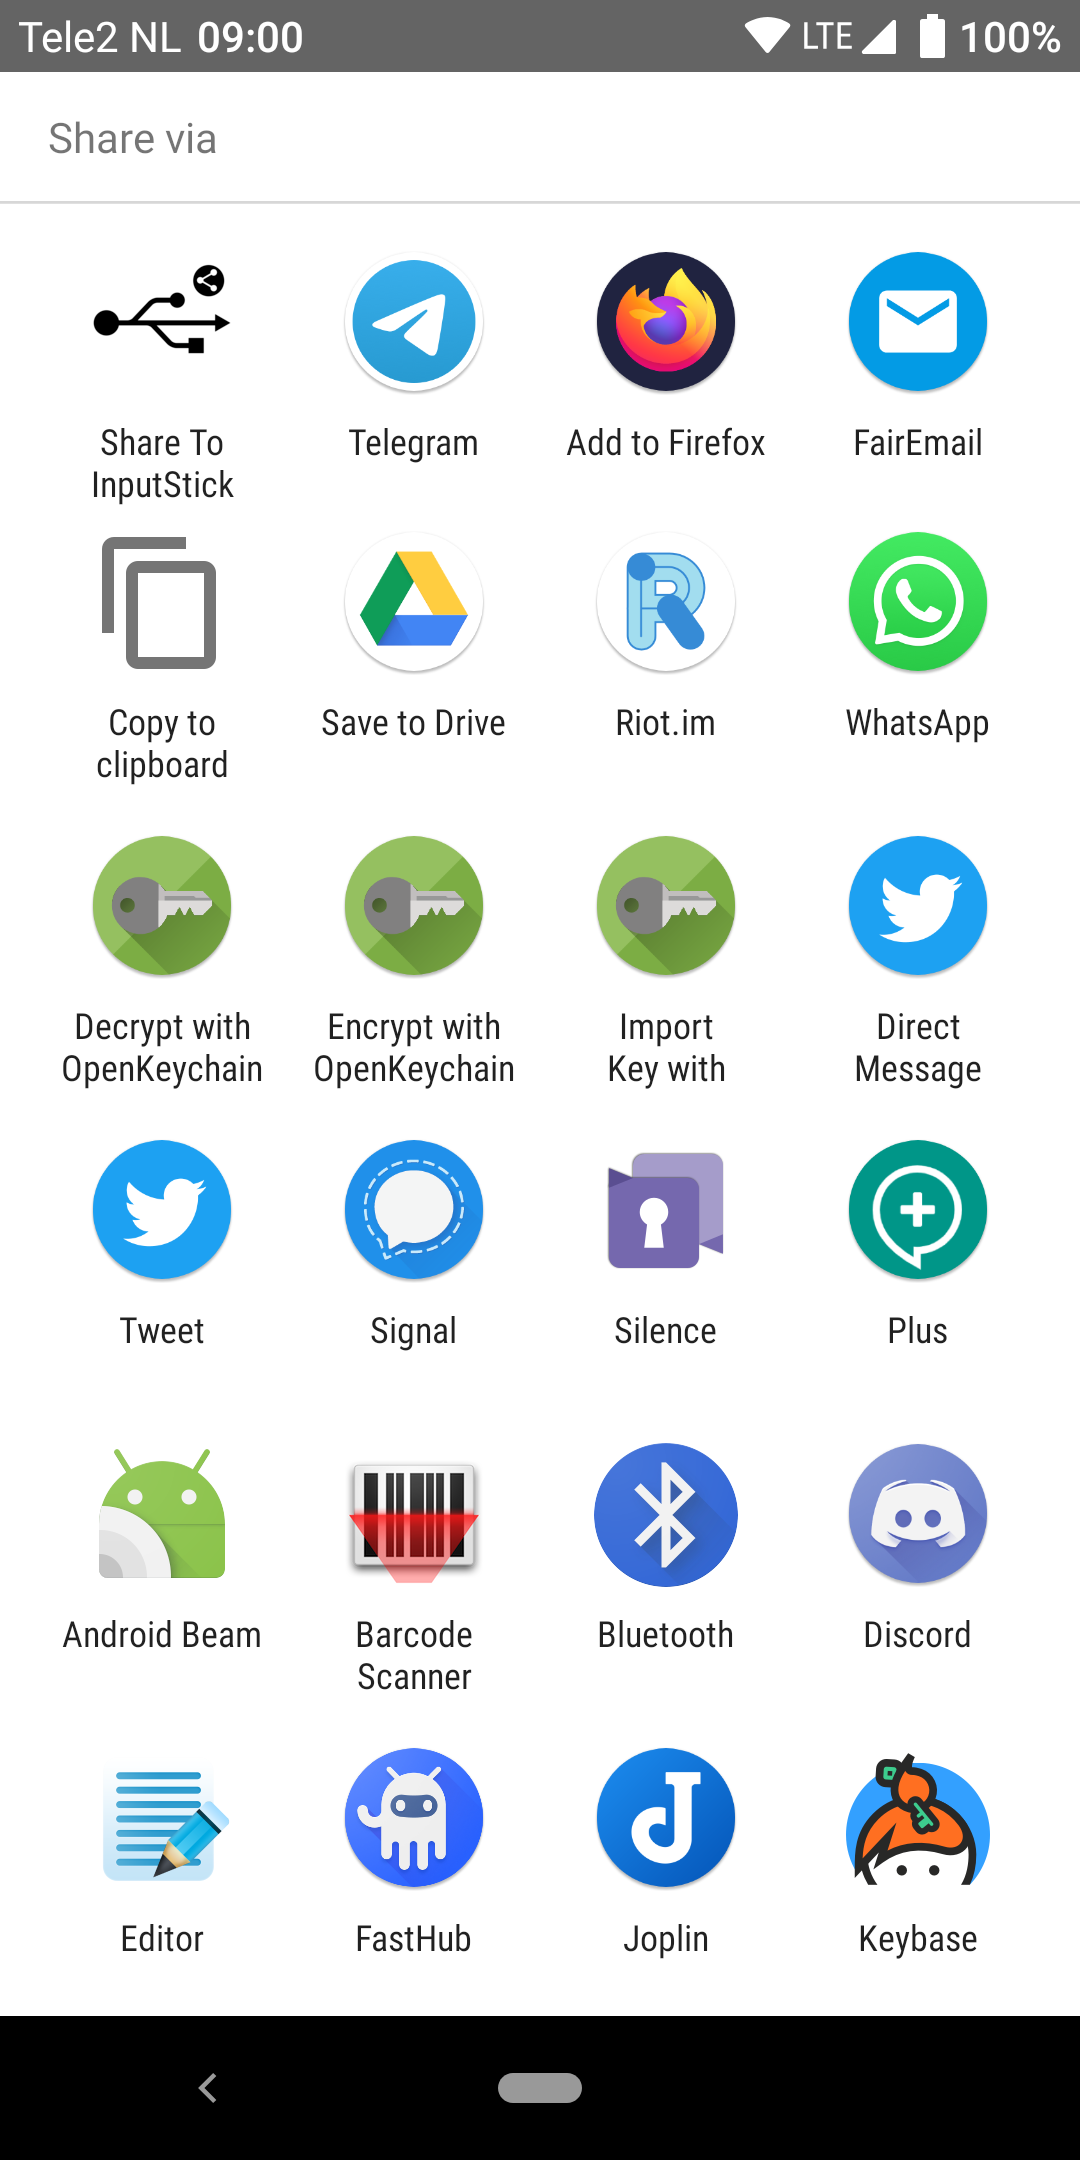 Tele2 NL 09:00 LTE 100%
Share via
Share To
InputStick
Telegram
Add to Firefox
FairEmail
Copy to
clipboard
Save to Drive
Riot.im
WhatsApp
Decrypt with
OpenKeychain
Encrypt with
OpenKeychain
Import
Key with
Direct
Message
Tweet
Signal
Silence
Plus
Android Beam
Barcode
Scanner
Bluetooth
Discord
Editor
FastHub
Joplin
Keybase